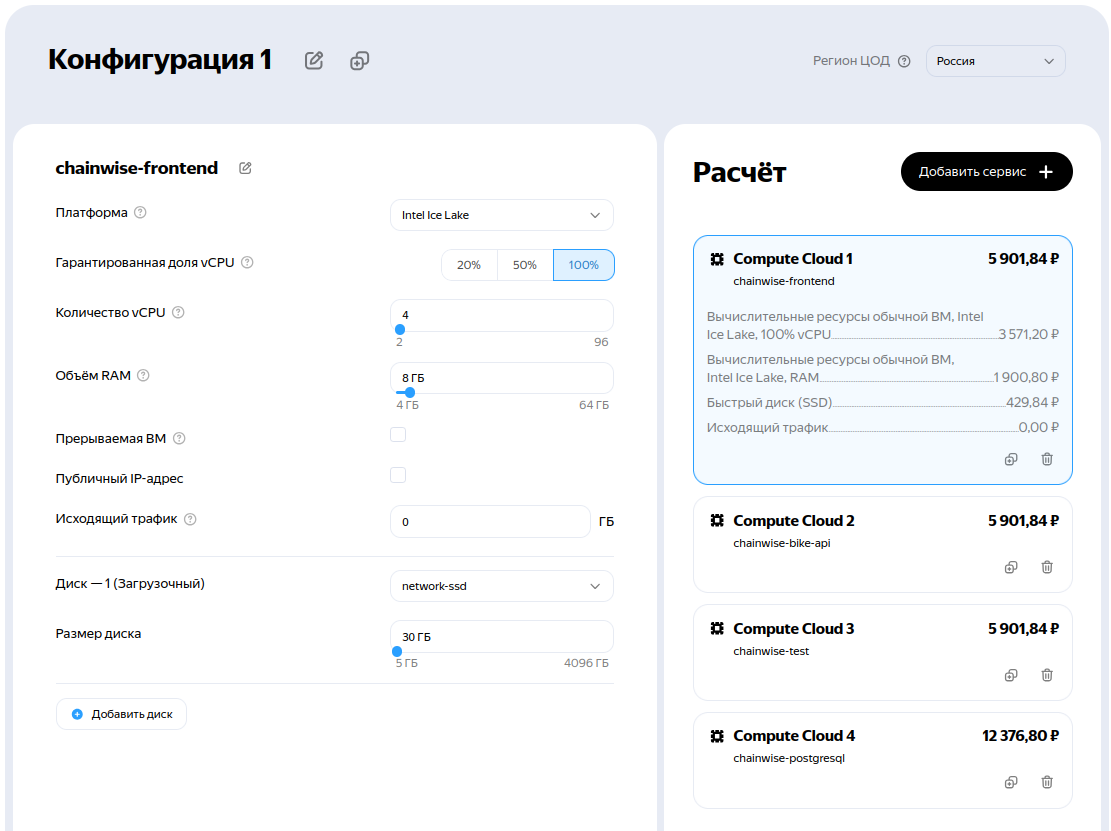 Конфигурация 1
Регион ЦОД
Россия
chainwise-frontend
Платформа
Intel Ice Lake
Гарантированная доля vCPU
20%
50%
100%
Количество vCPU
4
2
96
Объём RAM
8 ГБ
4 ГБ
64 ГБ
Прерываемая ВМ
Публичный IP-адрес
Исходящий трафик
0
ГБ
Диск — 1 (Загрузочный)
network-ssd
Размер диска
30 ГБ
5 ГБ
4096 ГБ
Добавить диск
Расчёт
Добавить сервис
Compute Cloud 1
5 901,84 ₽
chainwise-frontend
Вычислительные ресурсы обычной ВМ, Intel
Ice Lake, 100% vCPU
3 571,20 ₽
Вычислительные ресурсы обычной ВМ,
Intel Ice Lake, RAM
1 900,80 ₽
Быстрый диск (SSD)
429,84 ₽
Исходящий трафик
0,00 ₽
Compute Cloud 2
5 901,84 ₽
chainwise-bike-api
Compute Cloud 3
5 901,84 ₽
chainwise-test
Compute Cloud 4
12 376,80 ₽
chainwise-postgresql